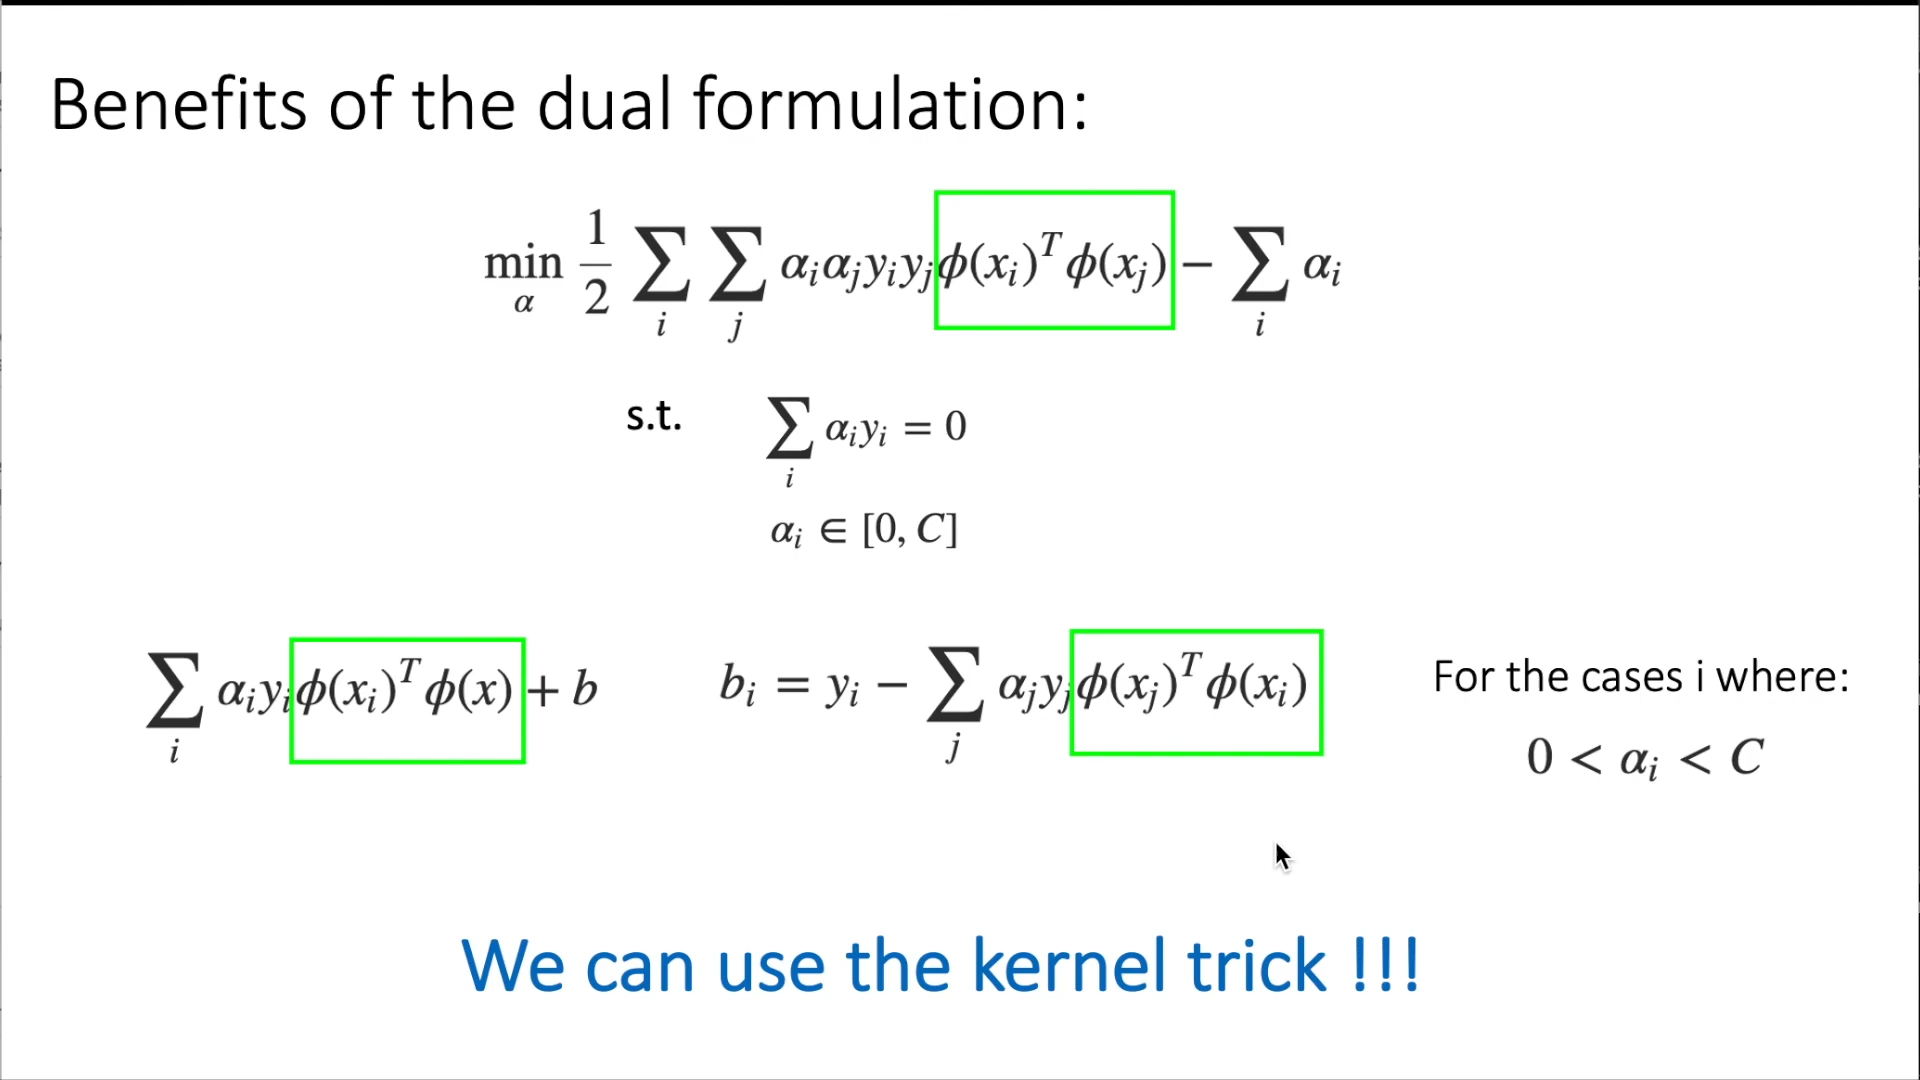 Benefits of the dual formulation:
min_α 1/2 ∑_i ∑_j α_i α_j y_i y_j ϕ(x_i)^T ϕ(x_j) − ∑_i α_i
s.t. ∑_i α_i y_i = 0
α_i ∈ [0, C]
∑_i α_i y_i ϕ(x_i)^T ϕ(x) + b
b_i = y_i − ∑_j α_j y_j ϕ(x_j)^T ϕ(x_i)
For the cases i where:
0 < α_i < C
We can use the kernel trick !!!